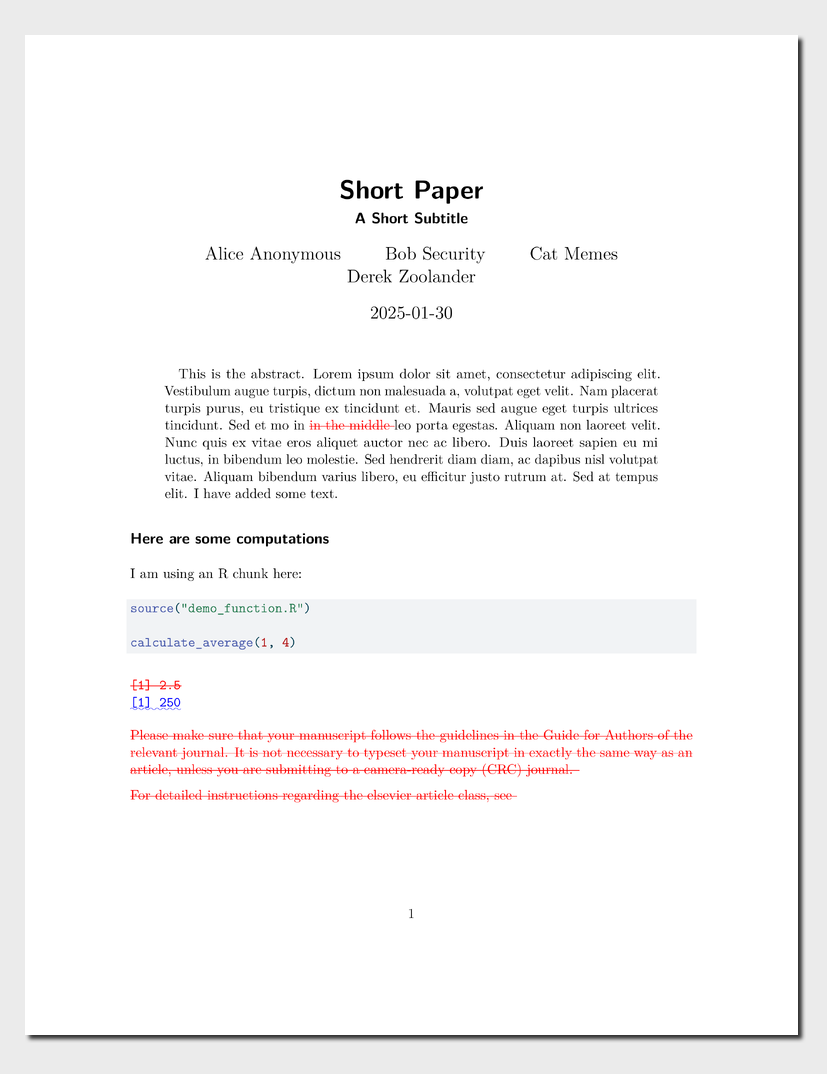 Short Paper
A Short Subtitle
Alice Anonymous Bob Security Cat Memes
Derek Zoolander
2025-01-30
This is the abstract. Lorem ipsum dolor sit amet, consectetur adipiscing elit.
Vestibulum augue turpis, dictum non malesuada a, volutpat eget velit. Nam placerat
turpis purus, eu tristique ex tincidunt et. Mauris sed augue eget turpis ultrices
tincidunt. Sed et mo in in the middle leo porta egestas. Aliquam non laoreet velit.
Nunc quis ex vitae eros aliquet auctor nec ac libero. Duis laoreet sapien eu mi
luctus, in bibendum leo molestie. Sed hendrerit diam diam, ac dapibus nisl volutpat
vitae. Aliquam bibendum varius libero, eu efficitur justo rutrum at. Sed at tempus
elit. I have added some text.
Here are some computations
I am using an R chunk here:
source("demo_function.R")
calculate_average(1, 4)
[1] 2.5
[1] 250
Please make sure that your manuscript follows the guidelines in the Guide for Authors of the
relevant journal. It is not necessary to typeset your manuscript in exactly the same way as an
article, unless you are submitting to a camera-ready copy (CRC) journal.
For detailed instructions regarding the elsevier article class, see
1